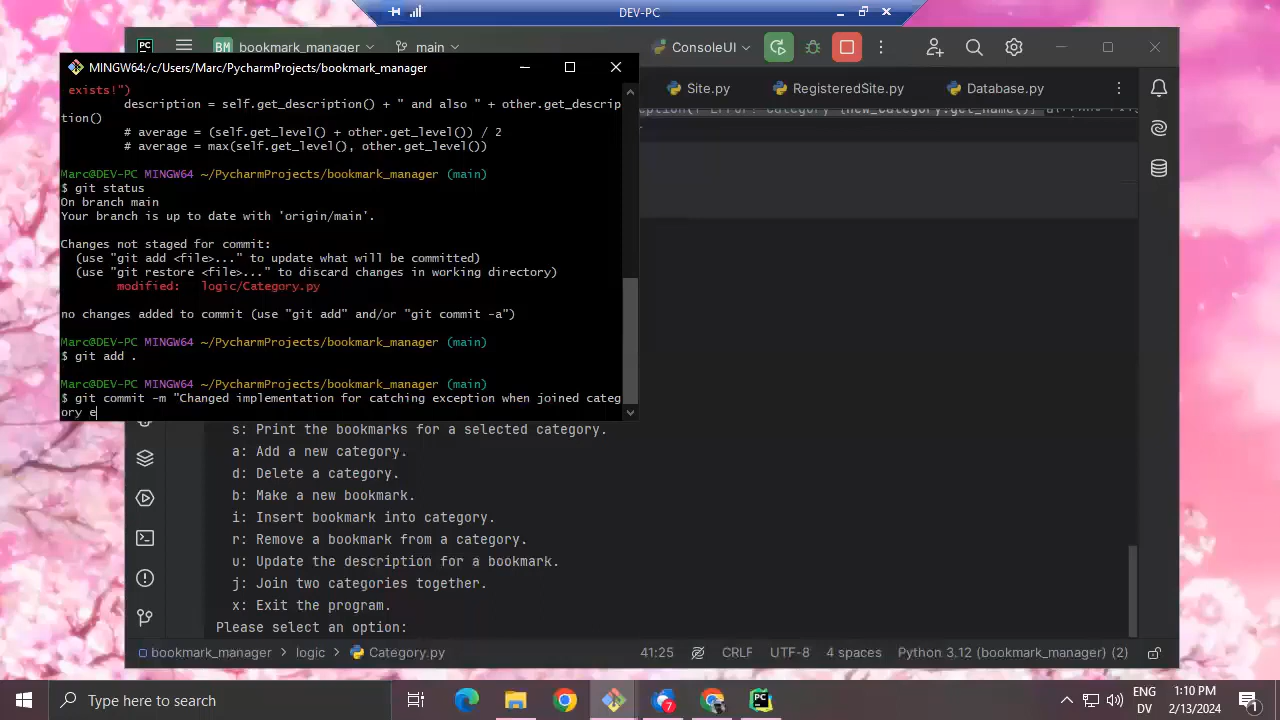 DEV-PC
BM bookmark_manager
main
ConsoleUI
MINGW64:/c/Users/Marc/PycharmProjects/bookmark_manager
Site.py
RegisteredSite.py
Database.py
exists!")
description = self.get_description() + " and also " + other.get_descrip
tion()
# average = (self.get_level() + other.get_level()) / 2
# average = max(self.get_level(), other.get_level())
Marc@DEV-PC MINGW64 ~/PycharmProjects/bookmark_manager (main)
$ git status
On branch main
Your branch is up to date with 'origin/main'.
Changes not staged for commit:
(use "git add <file>..." to update what will be committed)
(use "git restore <file>..." to discard changes in working directory)
modified: logic/Category.py
no changes added to commit (use "git add" and/or "git commit -a")
Marc@DEV-PC MINGW64 ~/PycharmProjects/bookmark_manager (main)
$ git add .
Marc@DEV-PC MINGW64 ~/PycharmProjects/bookmark_manager (main)
$ git commit -m "Changed implementation for catching exception when joined categ
ory e
s: Print the bookmarks for a selected category.
a: Add a new category.
d: Delete a category.
b: Make a new bookmark.
i: Insert bookmark into category.
r: Remove a bookmark from a category.
u: Update the description for a bookmark.
j: Join two categories together.
x: Exit the program.
Please select an option:
bookmark_manager > logic > Category.py
41:25 CRLF UTF-8 4 spaces Python 3.12 (bookmark_manager) (2)
Type here to search
7
ENG
DV
1:10 PM
2/13/2024
1